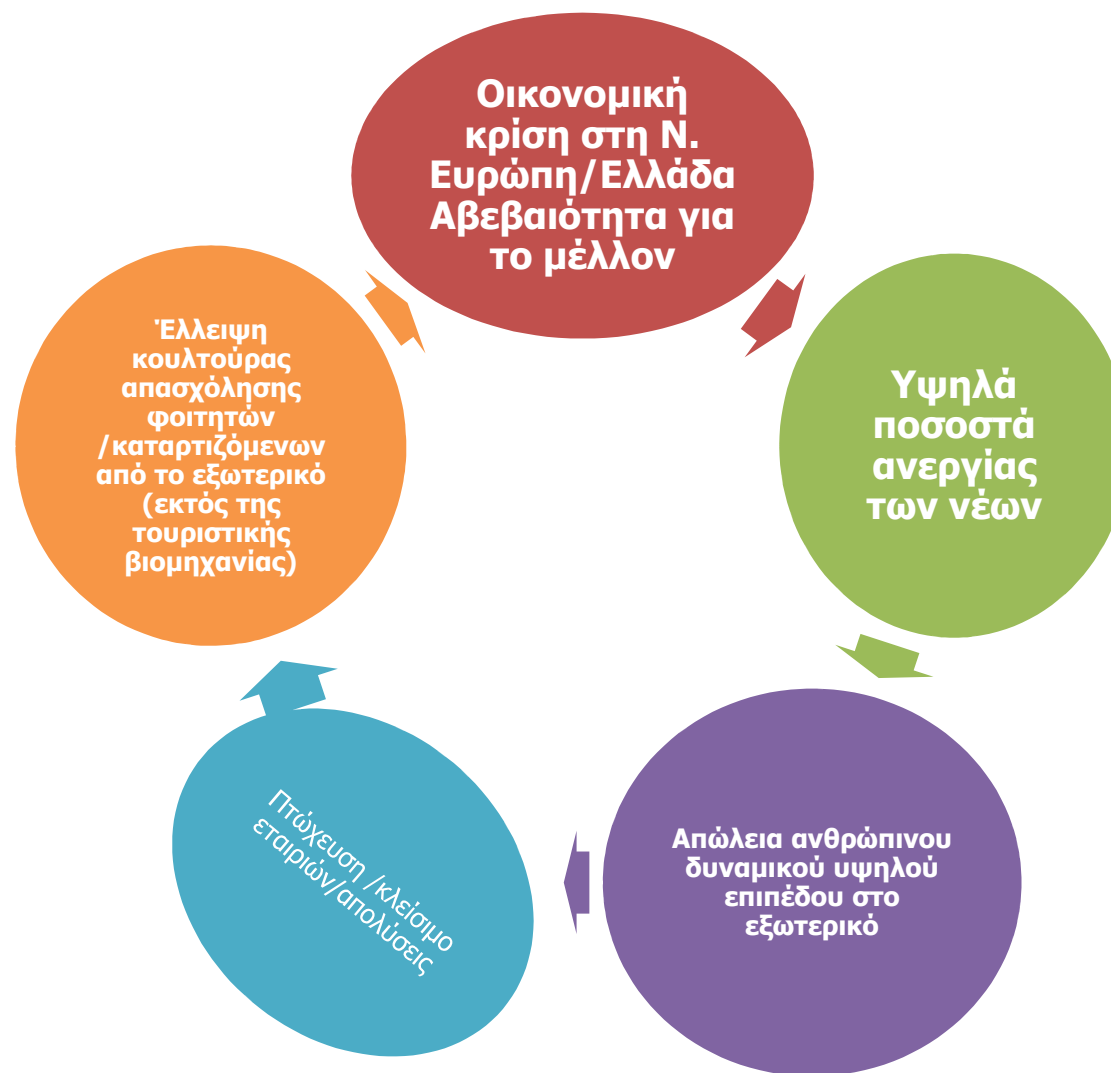 Οικονομική
κρίση στη Ν.
Ευρώπη/Ελλάδα
Αβεβαιότητα για
το μέλλον
Υψηλά
ποσοστά
ανεργίας
των νέων
Απώλεια ανθρώπινου
δυναμικού υψηλού
επιπέδου στο
εξωτερικό
Πτώχευση /κλείσιμο
εταιριών/απολύσεις
Έλλειψη
κουλτούρας
απασχόλησης
φοιτητών
/καταρτιζόμενων
από το εξωτερικό
(εκτός της
τουριστικής
βιομηχανίας)